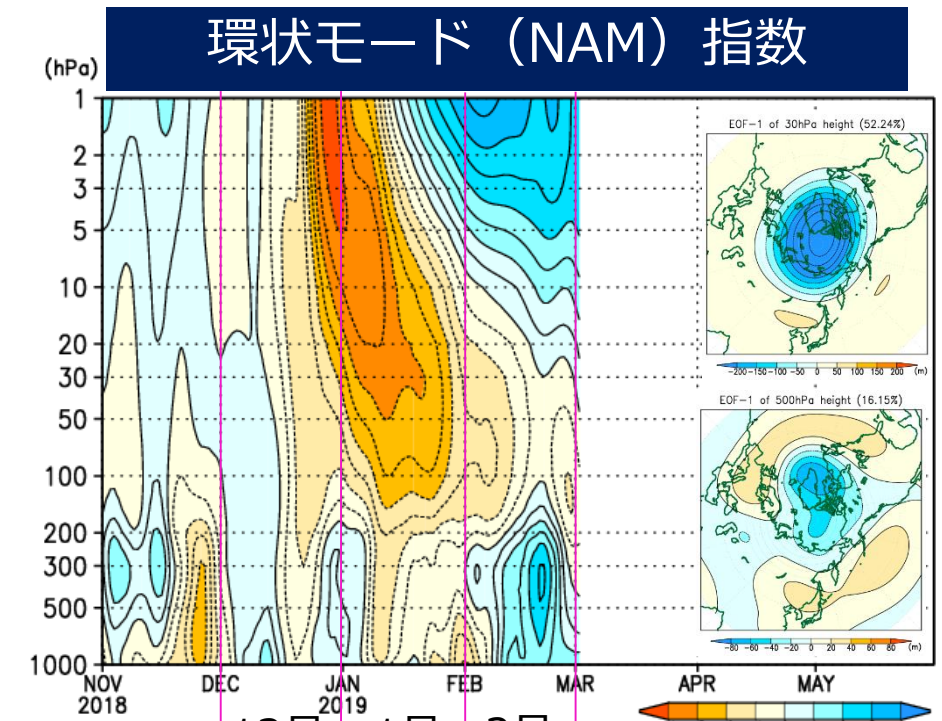 環状モード（NAM）指数
(hPa)
1
2
3
5
10
20
30
50
100
200
300
500
1000
NOV DEC JAN FEB MAR APR MAY
2018 2019
EOF-1 of 30hPa height (52.24%)
-200 -150 -100 -50 0 50 100 150 200 (m)
EOF-1 of 500hPa height (16.15%)
-80 -60 -40 -20 0 20 40 60 80 (m)